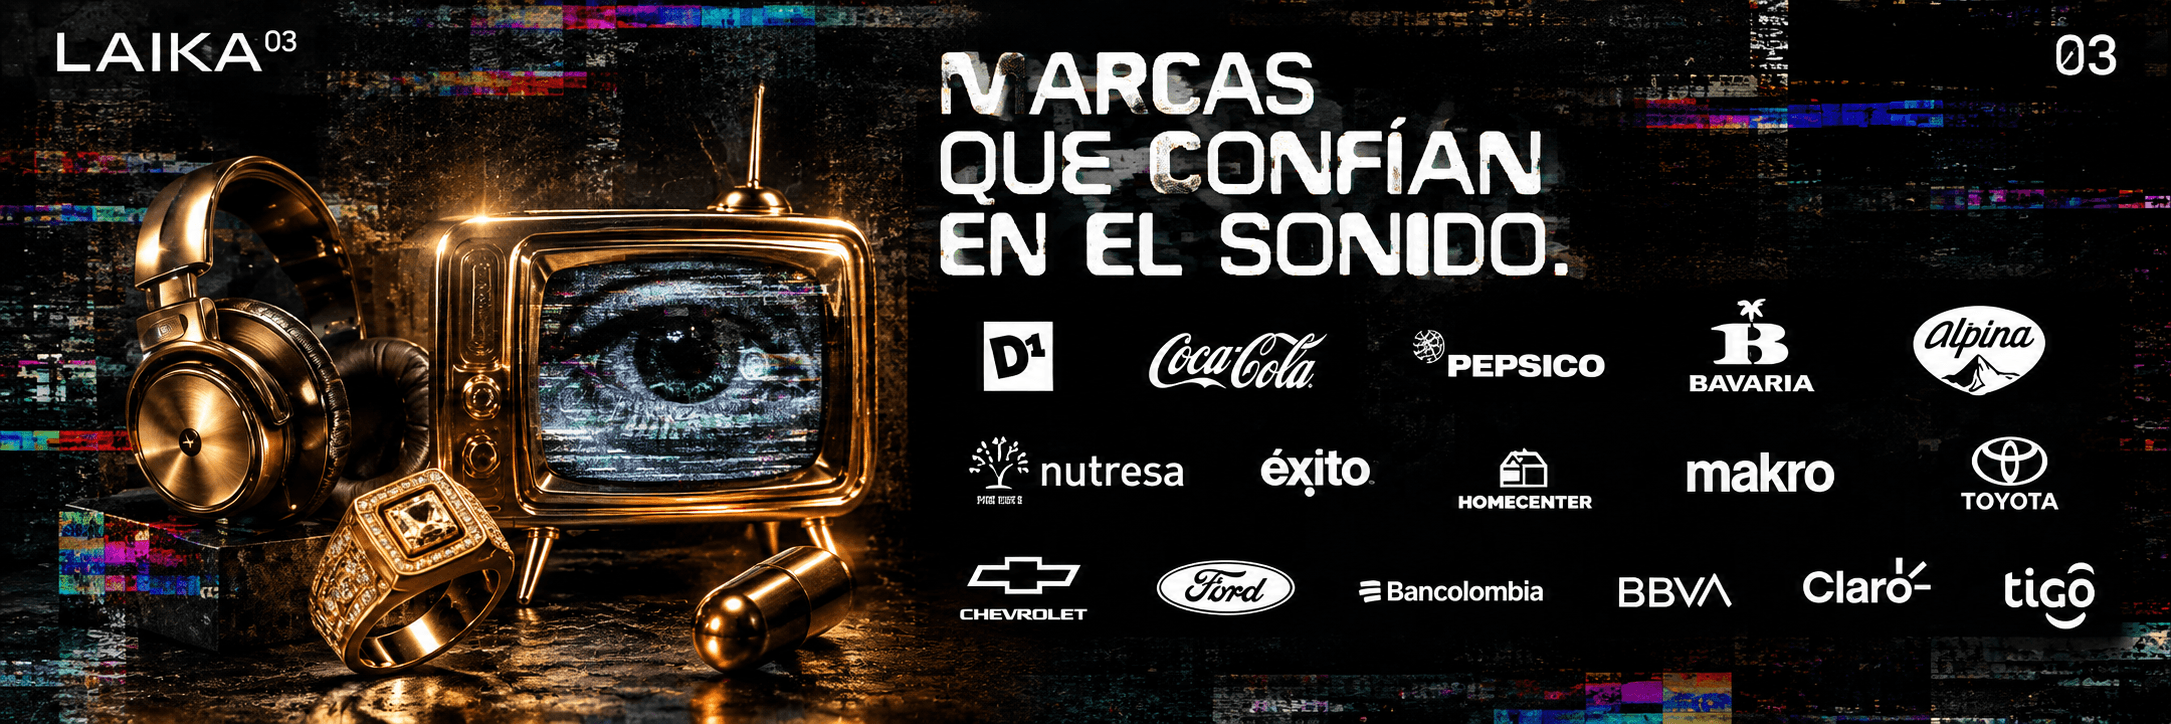 LAIKA03
03
MARCAS
QUE CONFÍAN
EN EL SONIDO.
D1
Coca-Cola
PEPSICO
B
BAVARIA
alpina
nutresa
éxito
HOMECENTER
makro
TOYOTA
CHEVROLET
Ford
Bancolombia
BBVA
Claro
tigo